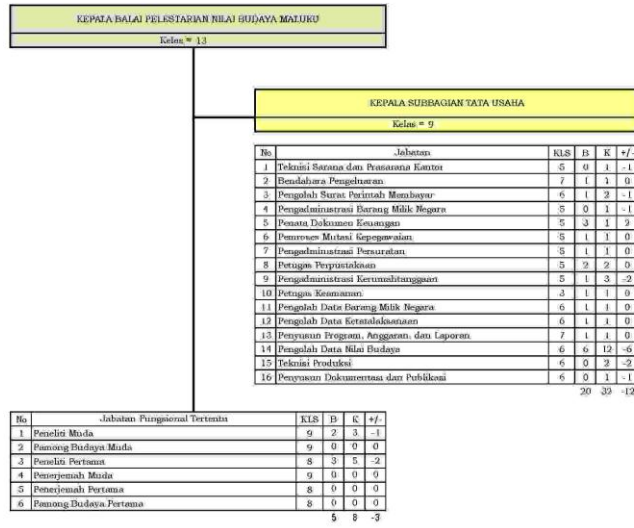 KEPALA BALAI PELESTARIAN NILAI BUDAYA MALUKU
Kelas = 13
KEPALA SUBBAGIAN TATA USAHA
Kelas = 9
No Jabatan KLS B K +/-
1 Teknisi Sarana dan Prasarana Kantor 5 0 1 -1
2 Bendahara Pengeluaran 7 1 1 0
3 Pengolah Surat Perintah Membayar 6 1 2 -1
4 Pengadministrasi Barang Milik Negara 5 0 1 -1
5 Penata Dokumen Keuangan 5 3 1 2
6 Pemroses Mutasi Kepegawaian 5 1 1 0
7 Pengadministrasi Persuratan 5 1 1 0
8 Petugas Perpustakaan 5 2 2 0
9 Pengadministrasi Kerumahtanggaan 5 1 3 -2
10 Petugas Keamanan 3 1 1 0
11 Pengolah Data Barang Milik Negara 6 1 1 0
12 Pengolah Data Ketatalaksanaan 6 1 1 0
13 Penyusun Program, Anggaran, dan Laporan 7 1 1 0
14 Pengolah Data Nilai Budaya 6 6 12 -6
15 Teknisi Produksi 6 0 2 -2
16 Penyusun Dokumentasi dan Publikasi 6 0 1 -1
20 32 -12
No Jabatan Fungsional Tertentu KLS B K +/-
1 Peneliti Muda 9 2 3 -1
2 Pamong Budaya Muda 9 0 0 0
3 Peneliti Pertama 8 3 5 -2
4 Penerjemah Muda 9 0 0 0
5 Penerjemah Pertama 8 0 0 0
6 Pamong Budaya Pertama 8 0 0 0
5 8 -3